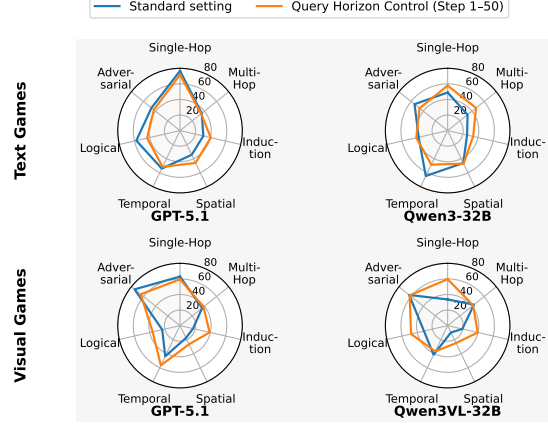 Standard setting
Query Horizon Control (Step 1–50)
Text Games
Single-Hop
Multi-
Hop
Induc-
tion
Spatial
Temporal
Logical
Adver-
sarial
20
40
60
80
GPT-5.1
Single-Hop
Multi-
Hop
Induc-
tion
Spatial
Temporal
Logical
Adver-
sarial
20
40
60
80
Qwen3-32B
Visual Games
Single-Hop
Multi-
Hop
Induc-
tion
Spatial
Temporal
Logical
Adver-
sarial
20
40
60
80
GPT-5.1
Single-Hop
Multi-
Hop
Induc-
tion
Spatial
Temporal
Logical
Adver-
sarial
20
40
60
80
Qwen3VL-32B